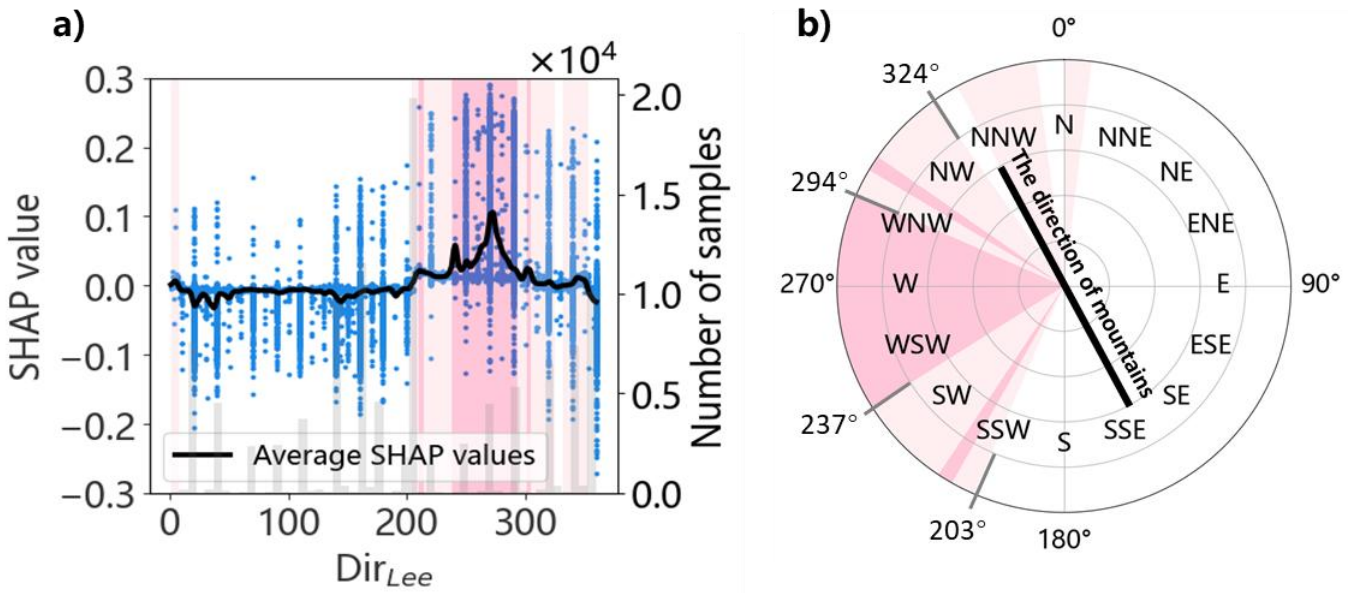 a)
×10⁴
SHAP value
0.3
0.2
0.1
0.0
−0.1
−0.2
−0.3
2.0
1.5
1.0
0.5
0.0
Number of samples
Average SHAP values
0
100
200
300
Dir_Lee
b)
0°
324°
294°
270°
237°
203°
180°
90°
N
NNE
NE
ENE
E
ESE
SE
SSE
S
SSW
SW
WSW
W
WNW
NW
NNW
The direction of mountains